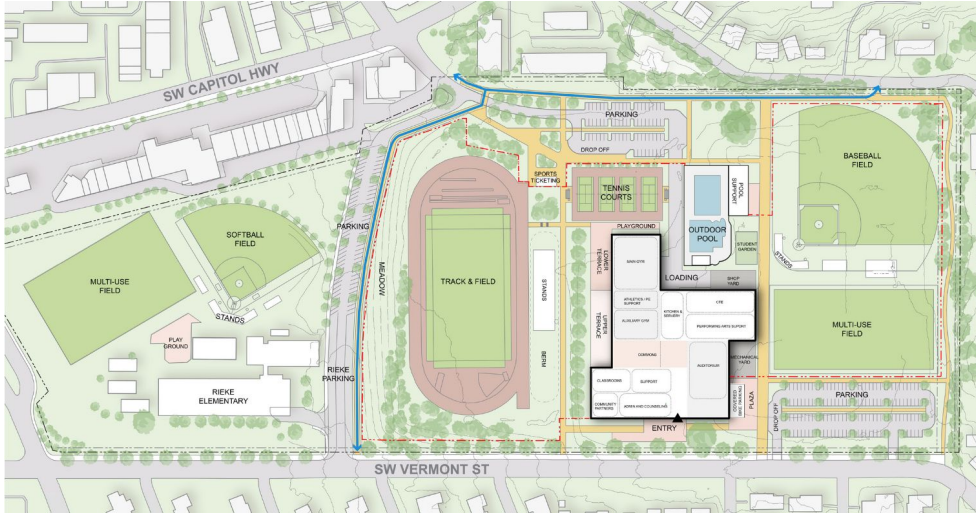 SW CAPITOL HWY
PARKING
DROP OFF
BASEBALL
FIELD
SPORTS
TICKETING
TENNIS
COURTS
POOL
SUPPORT
OUTDOOR
POOL
PLAYGROUND
STUDENT
GARDEN
SOFTBALL
FIELD
PARKING
MEADOW
TRACK & FIELD
STANDS
LOWER
TERRACE
MAIN GYM
LOADING
SHOP
YARD
STANDS
MULTI-USE
FIELD
STANDS
UPPER
TERRACE
ATHLETICS / PE
SUPPORT
KITCHEN &
SERVERY
CTE
AUXILIARY GYM
PERFORMING ARTS SUPPORT
MULTI-USE
FIELD
PLAY
GROUND
BERM
COMMONS
AUDITORIUM
MECHANICAL
YARD
RIEKE
PARKING
CLASSROOMS
SUPPORT
RIEKE
ELEMENTARY
COMMUNITY
PARTNERS
ADMIN AND COUNSELING
COVERED
PLAZA
PARKING
DROP OFF
ENTRY
SW VERMONT ST